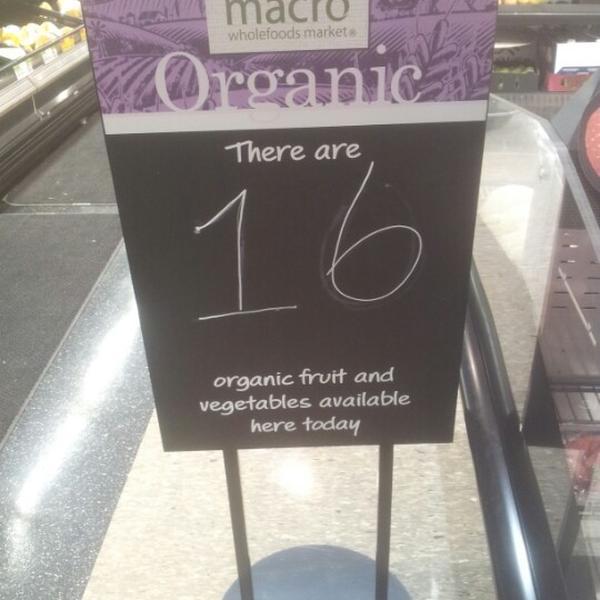 macro
wholefoods market®
Organic
There are
16
organic fruit and
vegetables available
here today